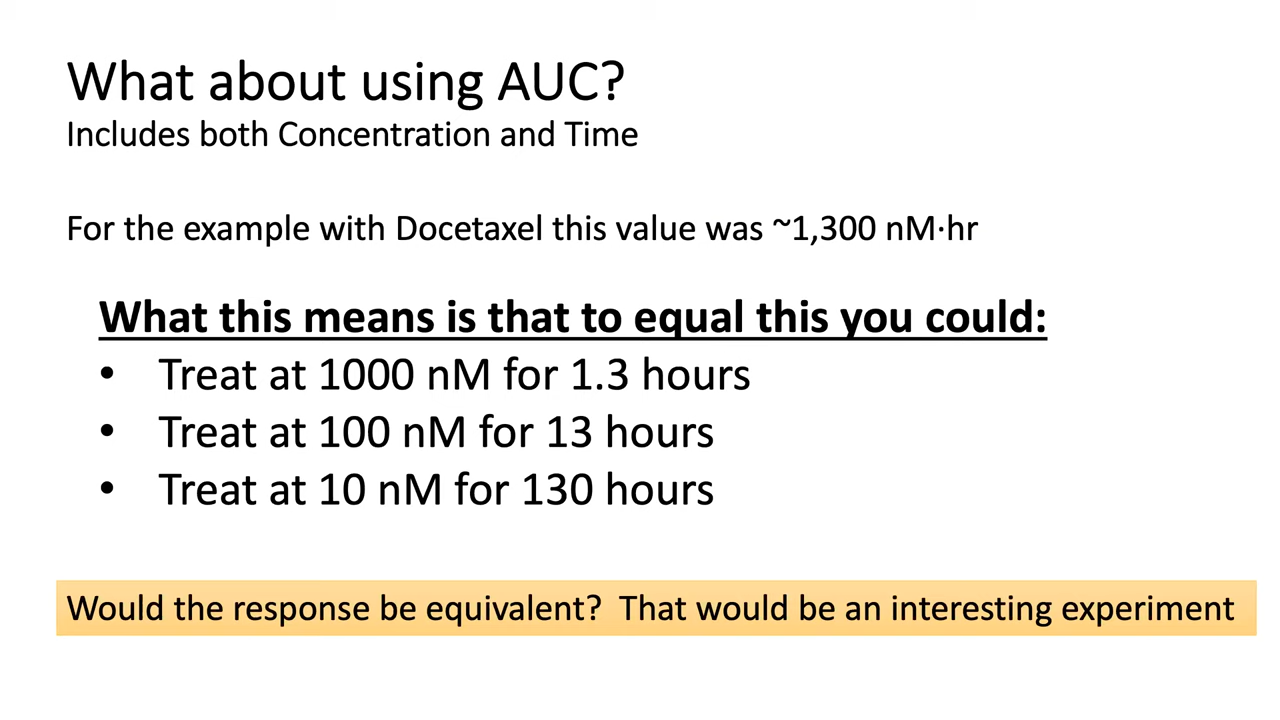 What about using AUC?
Includes both Concentration and Time
For the example with Docetaxel this value was ~1,300 nM·hr
What this means is that to equal this you could:
• Treat at 1000 nM for 1.3 hours
• Treat at 100 nM for 13 hours
• Treat at 10 nM for 130 hours
Would the response be equivalent?  That would be an interesting experiment